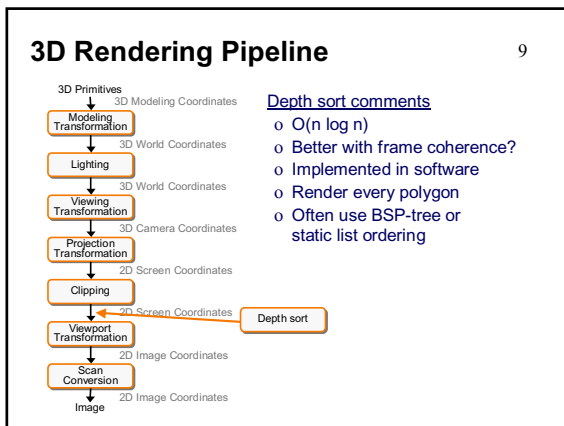 3D Rendering Pipeline
9
3D Primitives
3D Modeling Coordinates
Modeling
Transformation
3D World Coordinates
Lighting
3D World Coordinates
Viewing
Transformation
3D Camera Coordinates
Projection
Transformation
2D Screen Coordinates
Clipping
2D Screen Coordinates
Viewport
Transformation
2D Image Coordinates
Scan
Conversion
2D Image Coordinates
Image
Depth sort
Depth sort comments
o O(n log n)
o Better with frame coherence?
o Implemented in software
o Render every polygon
o Often use BSP-tree or
static list ordering